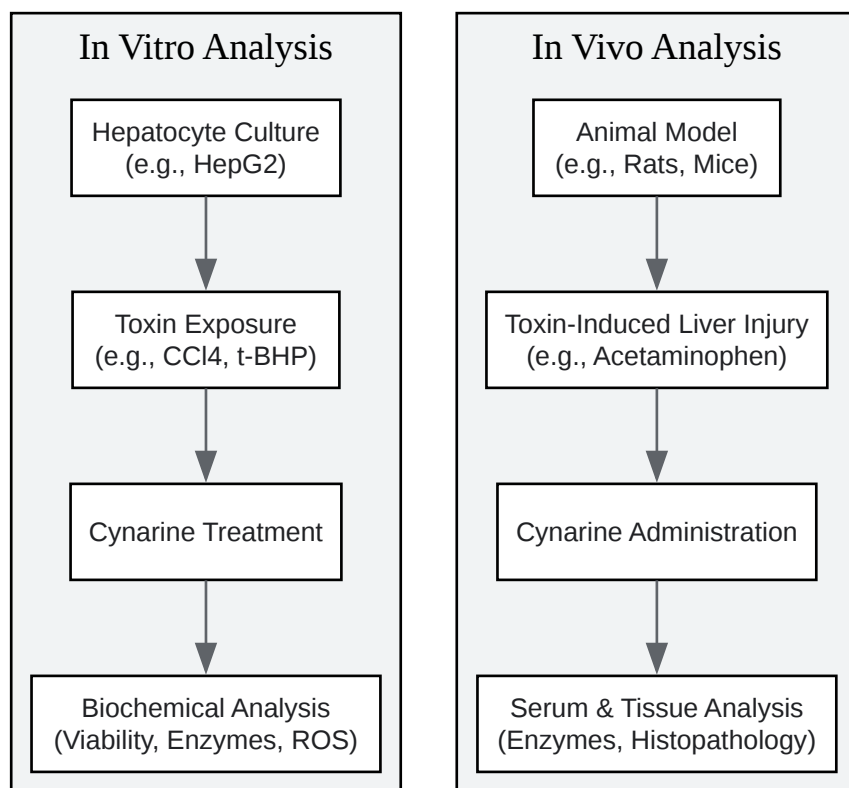 In Vitro Analysis
Hepatocyte Culture
(e.g., HepG2)
Toxin Exposure
(e.g., CCl4, t-BHP)
Cynarine Treatment
Biochemical Analysis
(Viability, Enzymes, ROS)
In Vivo Analysis
Animal Model
(e.g., Rats, Mice)
Toxin-Induced Liver Injury
(e.g., Acetaminophen)
Cynarine Administration
Serum & Tissue Analysis
(Enzymes, Histopathology)